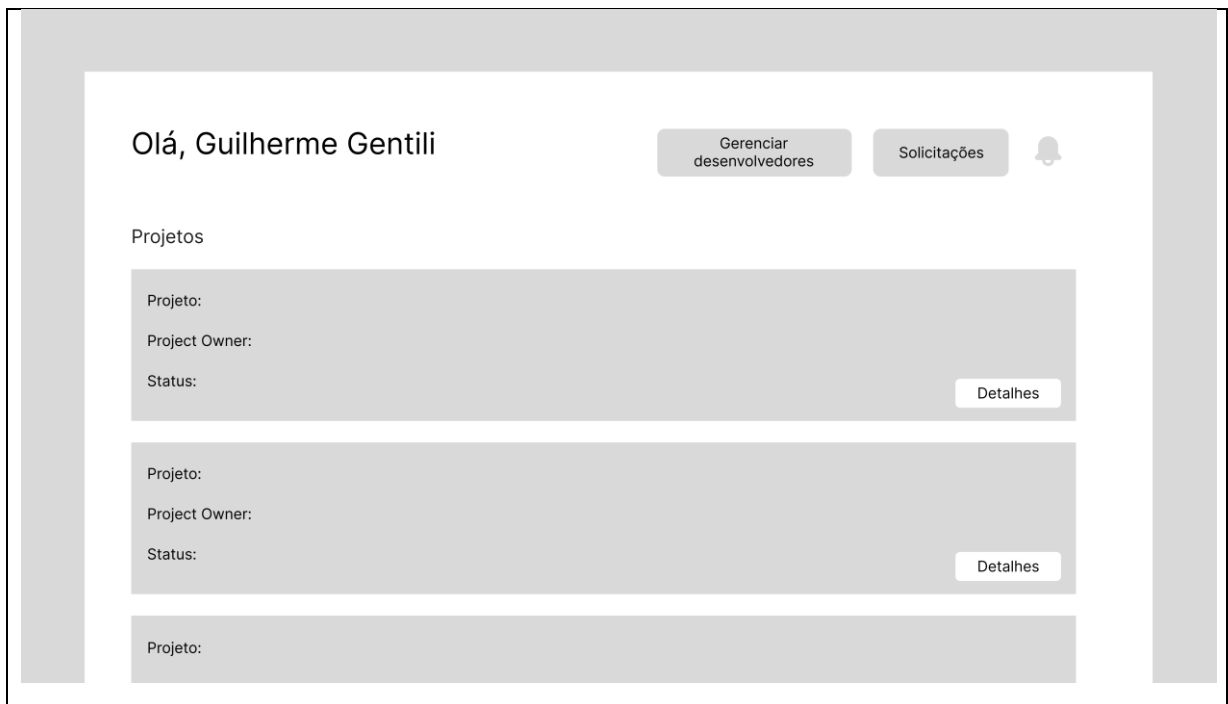 Olá, Guilherme Gentili
Gerenciar
desenvolvedores
Solicitações
Projetos
Projeto:
Project Owner:
Status:
Detalhes
Projeto:
Project Owner:
Status:
Detalhes
Projeto: